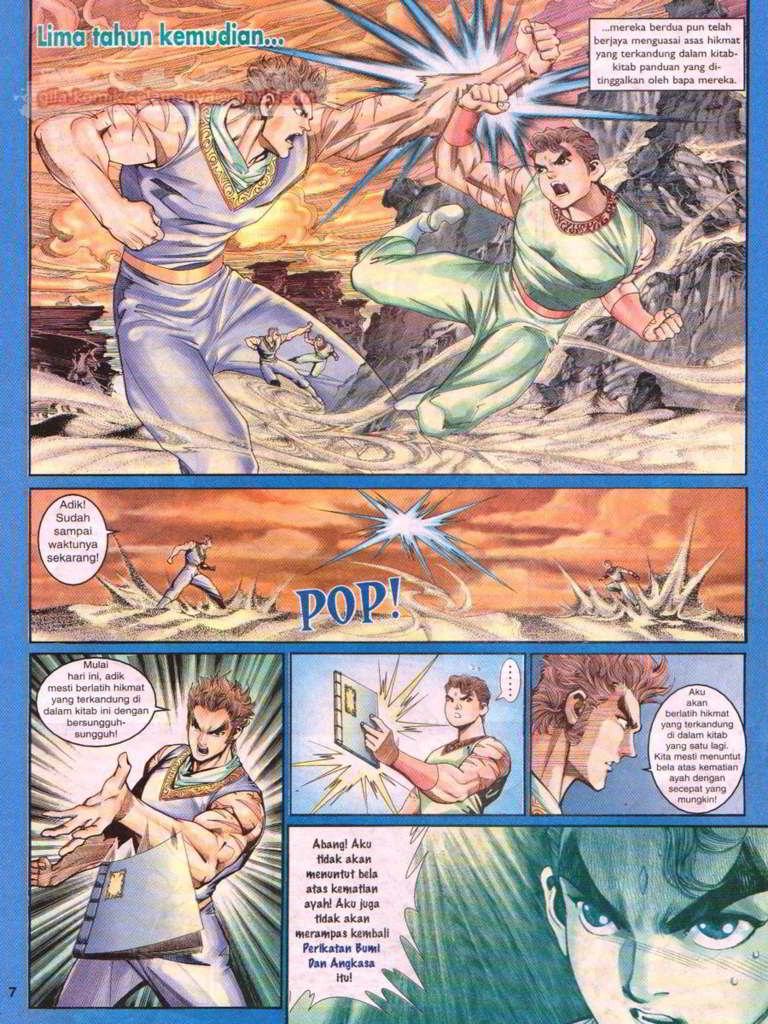 Lima tahun kemudian...
...mereka berdua pun telah
berjaya menguasai asas hikmat
yang terkandung dalam kitab-
kitab panduan yang di-
tinggalkan oleh bapa mereka.
Adik!
Sudah
sampai
waktunya
sekarang!
POP!
Mulai
hari ini, adik
mesti berlatih hikmat
yang terkandung di
dalam kitab ini dengan
bersungguh-
sungguh!
......
Aku
akan
berlatih hikmat
yang terkandung
di dalam kitab
yang satu lagi.
Kita mesti menuntut
bela atas kematian
ayah dengan
secepat yang
mungkin!
Abang! Aku
tidak akan
menuntut bela
atas kematian
ayah! Aku juga
tidak akan
merampas kembali
Perikatan Bumi
Dan Angkasa
itu!
7